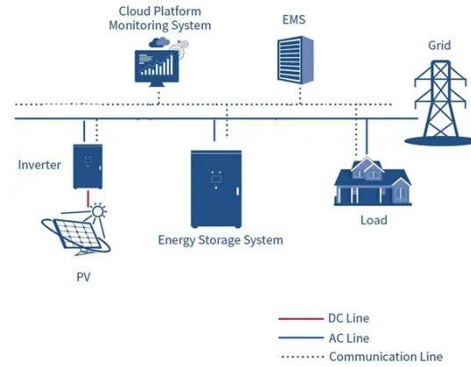 Cloud Platform
Monitoring System
EMS
Grid
Inverter
Energy Storage System
Load
PV
DC Line
AC Line
Communication Line